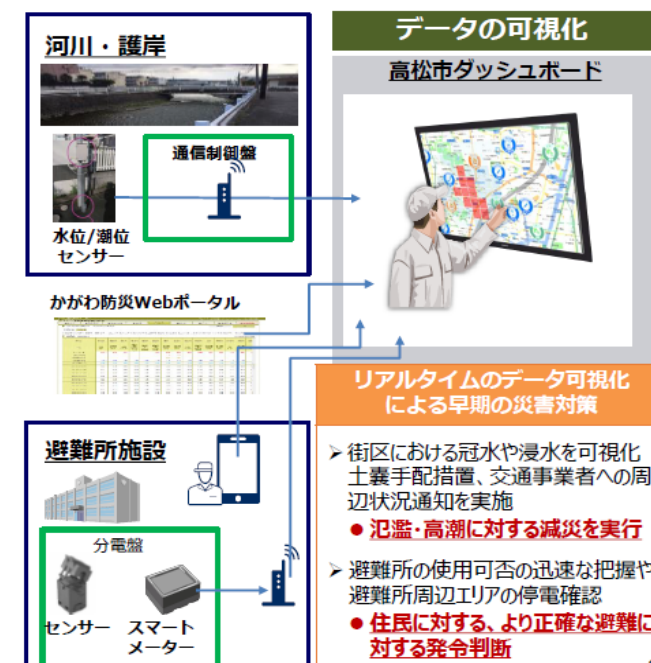 河川・護岸
通信制御盤
水位/潮位
センサー
かがわ防災Webポータル
避難所施設
分電盤
センサー
スマート
メーター
データの可視化
高松市ダッシュボード
リアルタイムのデータ可視化
による早期の災害対策
➢ 街区における冠水や浸水を可視化
土嚢手配措置、交通事業者への周
辺状況通知を実施
● 氾濫・高潮に対する減災を実行
➢ 避難所の使用可否の迅速な把握や
避難所周辺エリアの停電確認
● 住民に対する、より正確な避難に
対する発令判断